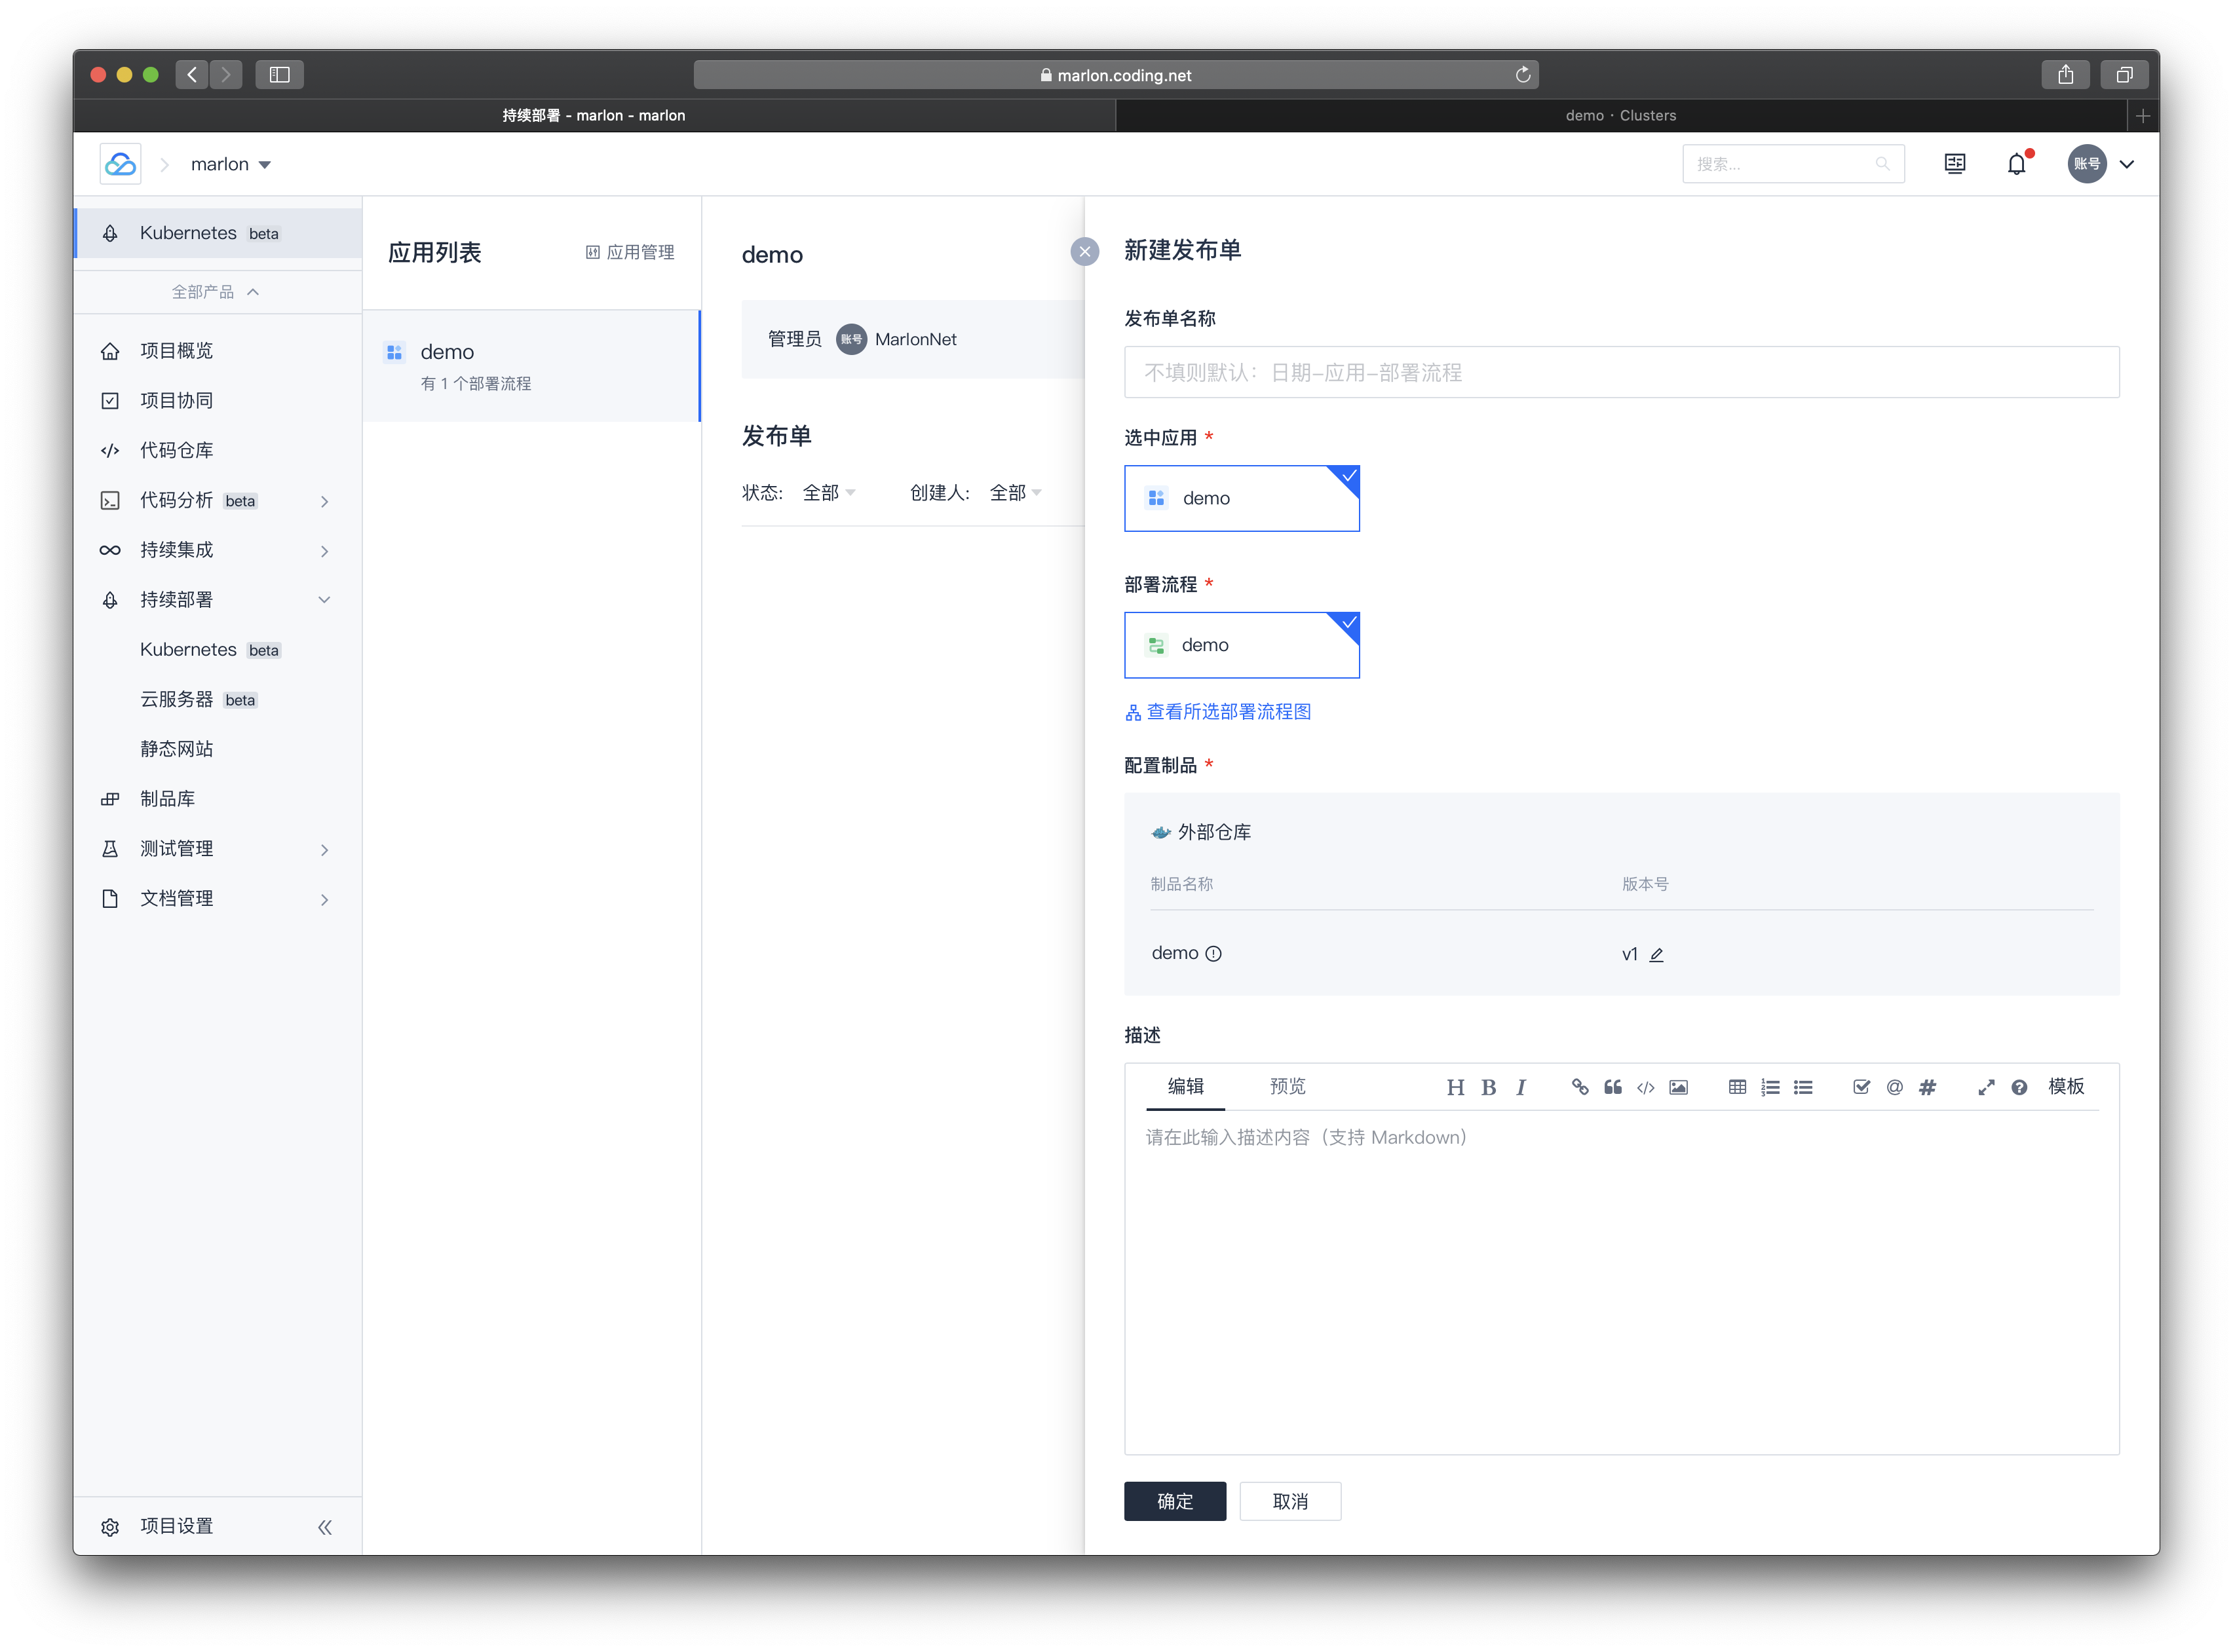 marlon.coding.net
持续部署 - marlon - marlon
demo · Clusters
marlon
搜索...
账号
Kubernetes beta
全部产品
项目概览
项目协同
代码仓库
代码分析 beta
持续集成
持续部署
Kubernetes beta
云服务器 beta
静态网站
制品库
测试管理
文档管理
项目设置
应用列表
应用管理
demo
有 1 个部署流程
demo
管理员 账号 MarlonNet
发布单
状态: 全部 创建人: 全部
新建发布单
发布单名称
不填则默认：日期-应用-部署流程
选中应用 *
demo
部署流程 *
demo
查看所选部署流程图
配置制品 *
外部仓库
制品名称 版本号
demo v1
描述
编辑 预览 H B I 模板
请在此输入描述内容（支持 Markdown）
确定 取消